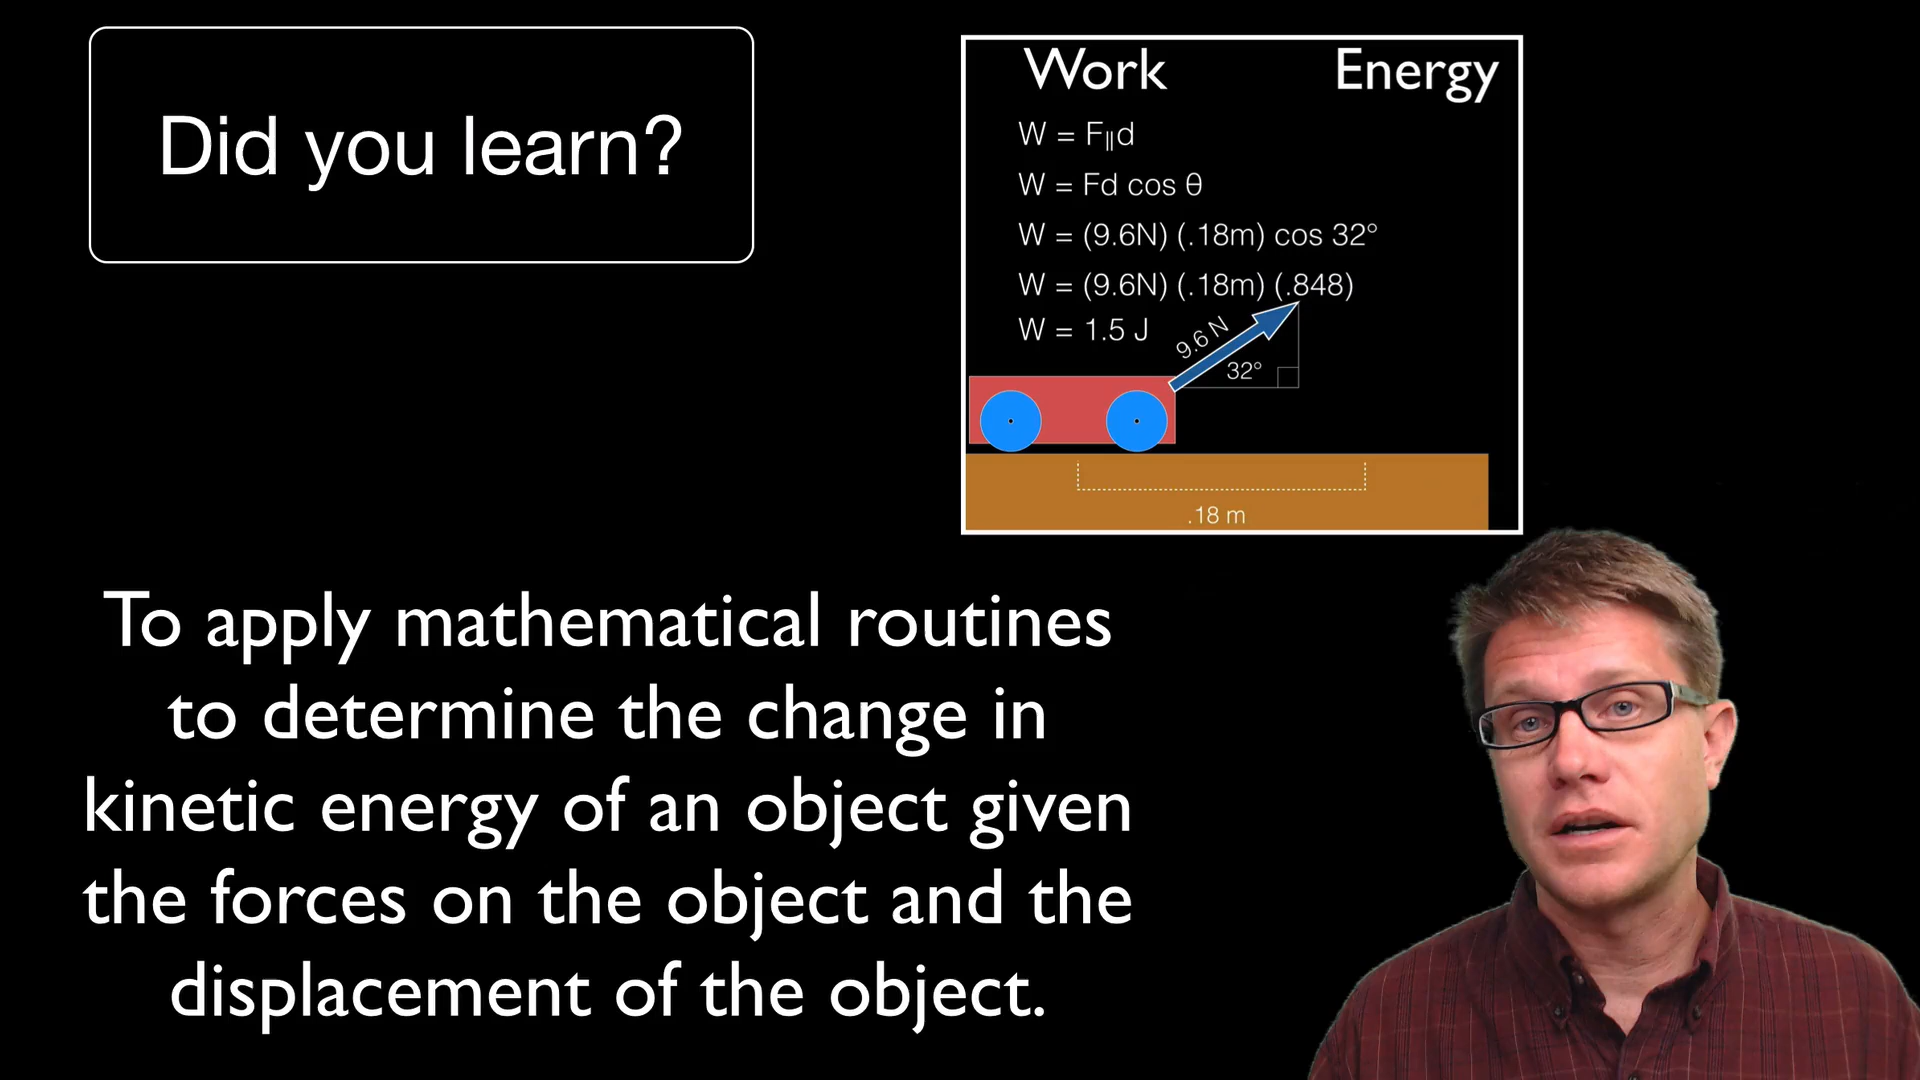 Did you learn?
Work Energy
W = F∥d
W = Fd cos θ
W = (9.6N) (.18m) cos 32°
W = (9.6N) (.18m) (.848)
W = 1.5 J
9.6 N
32°
.18 m
To apply mathematical routines
to determine the change in
kinetic energy of an object given
the forces on the object and the
displacement of the object.